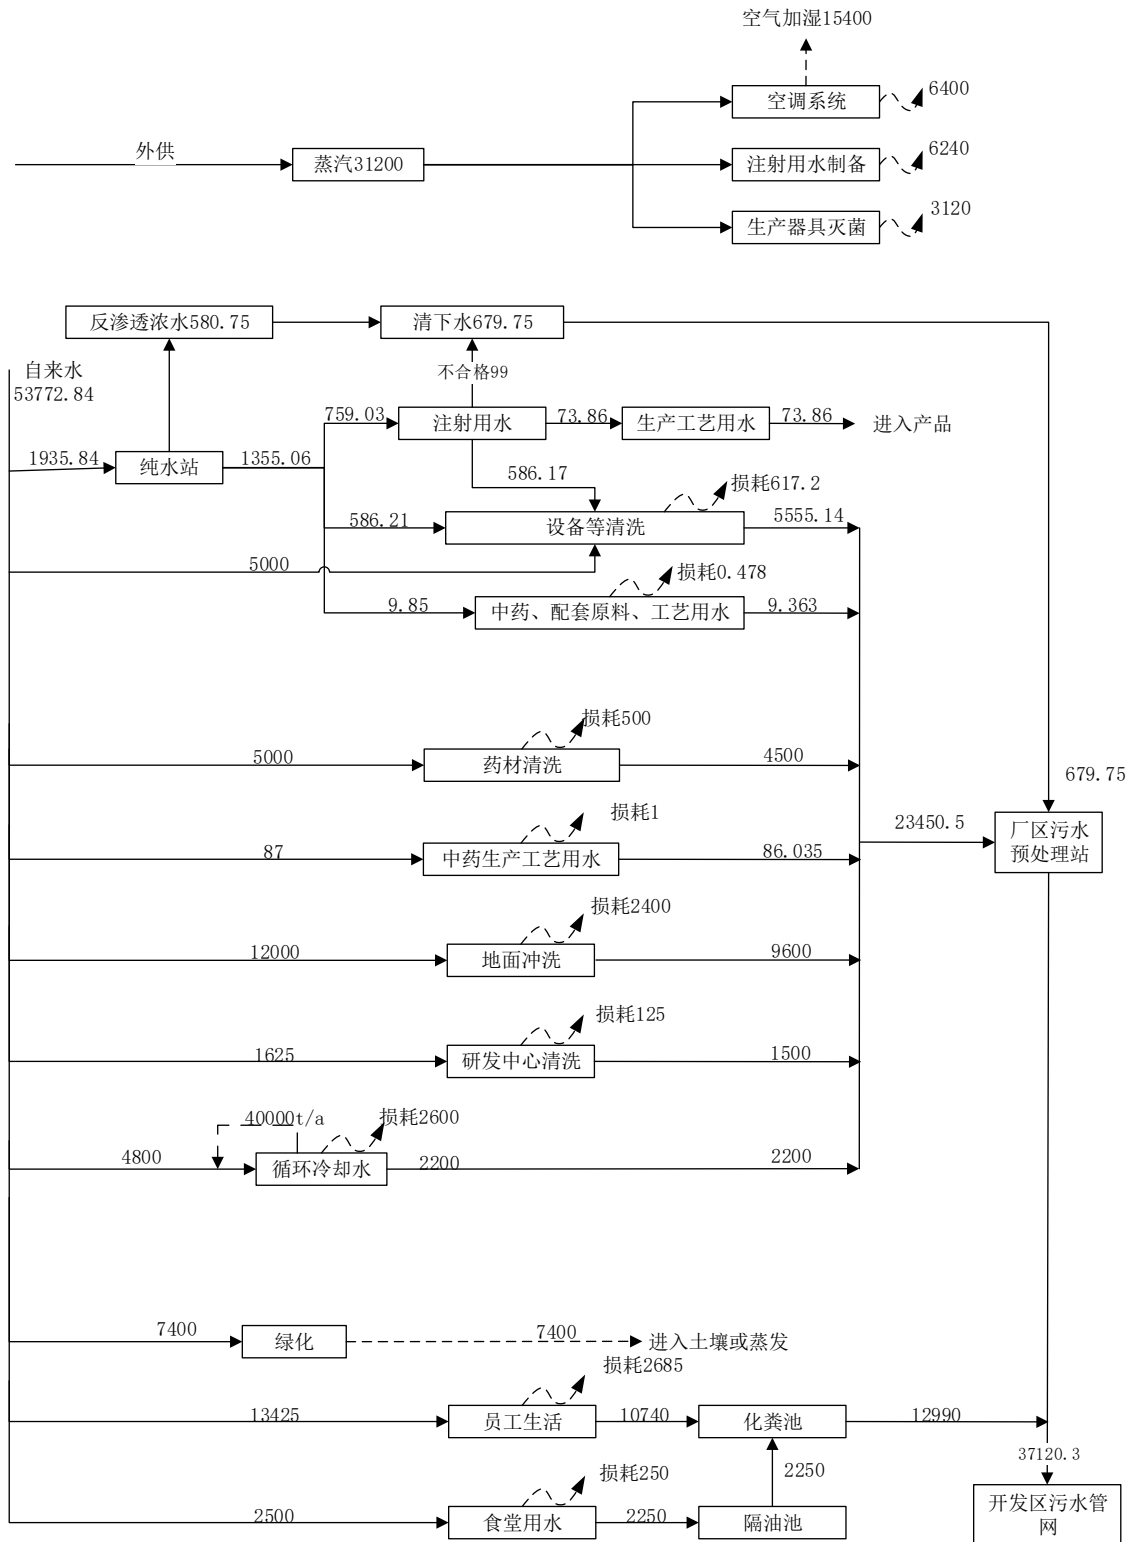 空气加湿15400
空调系统
6400
外供
蒸汽31200
注射用水制备
6240
生产器具灭菌
3120
反渗透浓水580.75
清下水679.75
自来水
53772.84
不合格99
759.03
注射用水
73.86
生产工艺用水
73.86
进入产品
1935.84
纯水站
1355.06
586.17
损耗617.2
586.21
设备等清洗
5555.14
5000
损耗0.478
9.85
中药、配套原料、工艺用水
9.363
损耗500
5000
药材清洗
4500
679.75
损耗1
23450.5
厂区污水
预处理站
87
中药生产工艺用水
86.035
损耗2400
12000
地面冲洗
9600
损耗125
1625
研发中心清洗
1500
40000t/a
损耗2600
4800
循环冷却水
2200
2200
7400
绿化
7400
进入土壤或蒸发
损耗2685
13425
员工生活
10740
化粪池
12990
37120.3
损耗250
2250
2500
食堂用水
2250
隔油池
开发区污水管
网